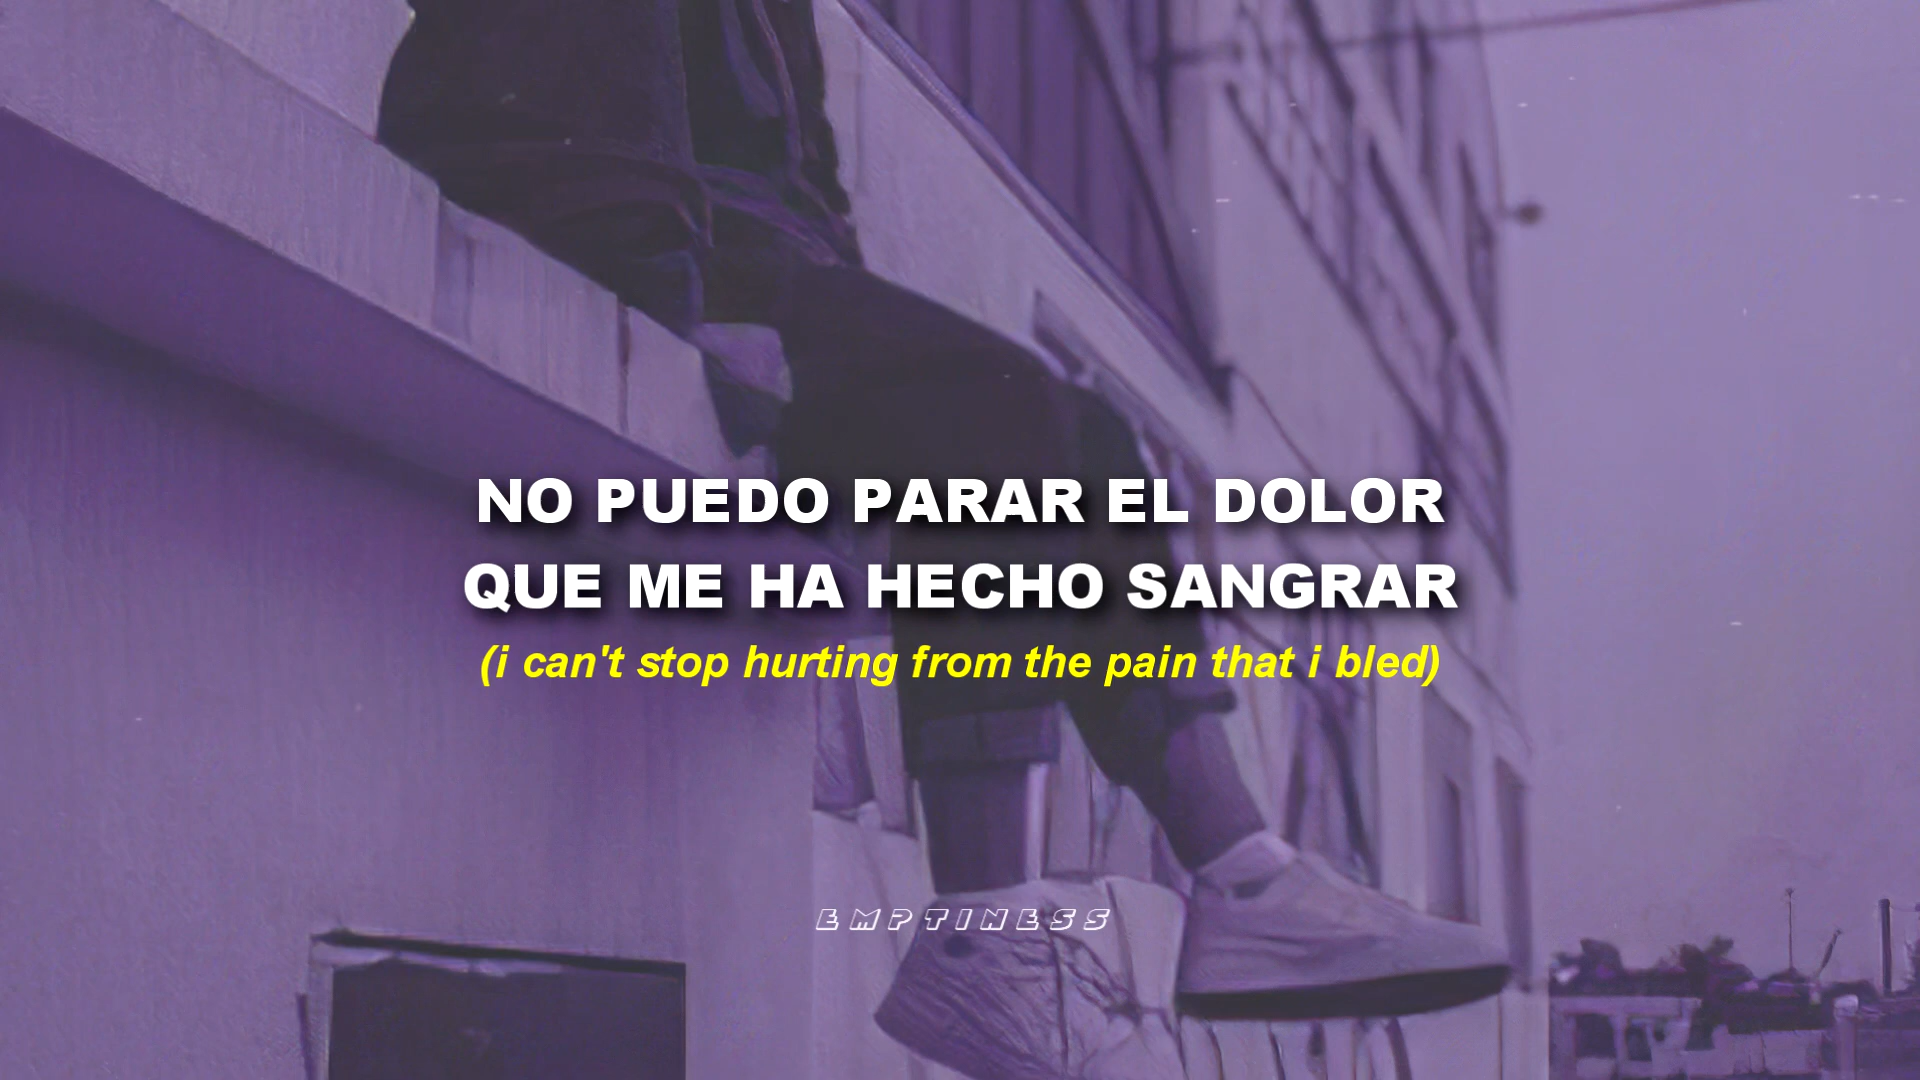 NO PUEDO PARAR EL DOLOR
QUE ME HA HECHO SANGRAR
(i can't stop hurting from the pain that i bled)
EMPTINESS